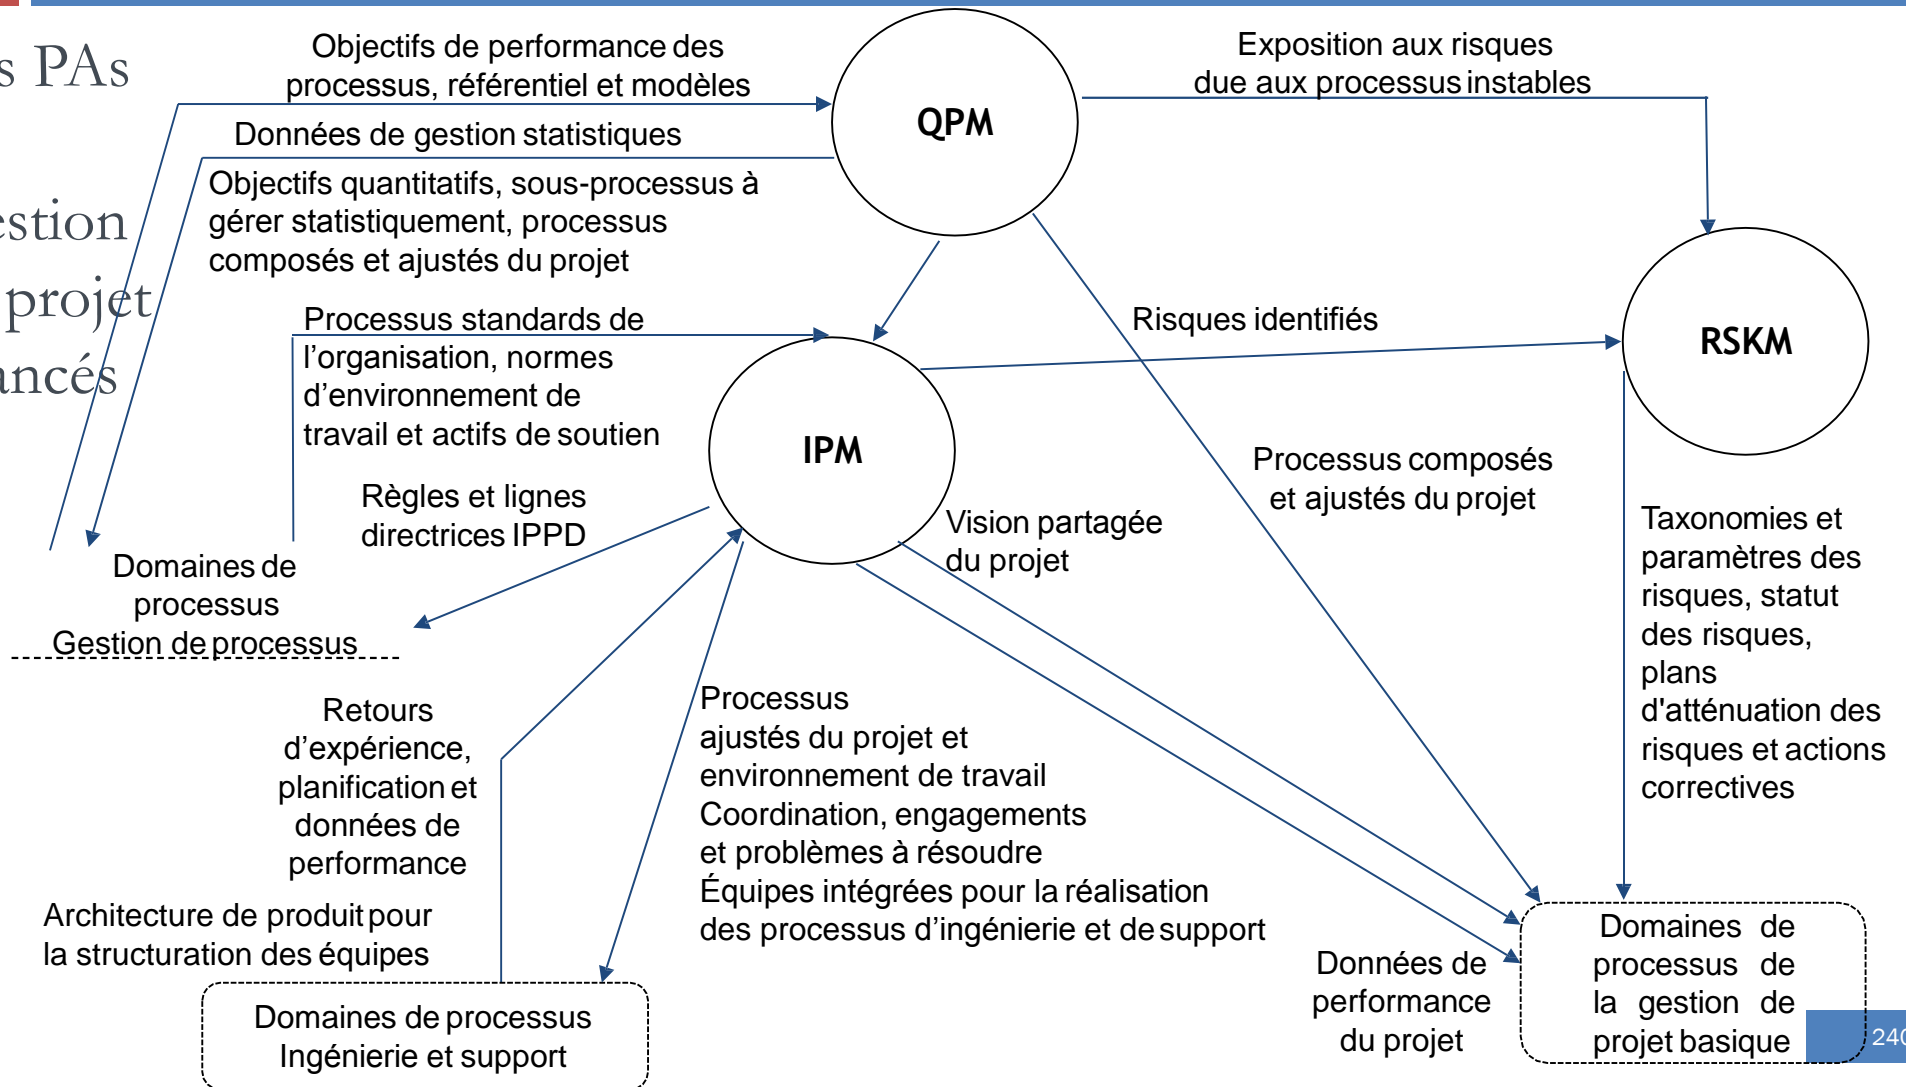 s PAs
estion
projet
ancés
Objectifs de performance des
processus, référentiel et modèles
Données de gestion statistiques
Objectifs quantitatifs, sous-processus à
gérer statistiquement, processus
composés et ajustés du projet
QPM
Exposition aux risques
due aux processus instables
Processus standards de
l’organisation, normes
d’environnement de
travail et actifs de soutien
Risques identifiés
RSKM
IPM
Règles et lignes
directrices IPPD
Vision partagée
du projet
Processus composés
et ajustés du projet
Taxonomies et
paramètres des
risques, statut
des risques,
plans
d'atténuation des
risques et actions
correctives
Domaines de
processus
Gestion de processus
Retours
d’expérience,
planification et
données de
performance
Processus
ajustés du projet et
environnement de travail
Coordination, engagements
et problèmes à résoudre
Équipes intégrées pour la réalisation
des processus d’ingénierie et de support
Architecture de produit pour
la structuration des équipes
Domaines de processus
Ingénierie et support
Données de
performance
du projet
Domaines de
processus de
la gestion de
projet basique
240